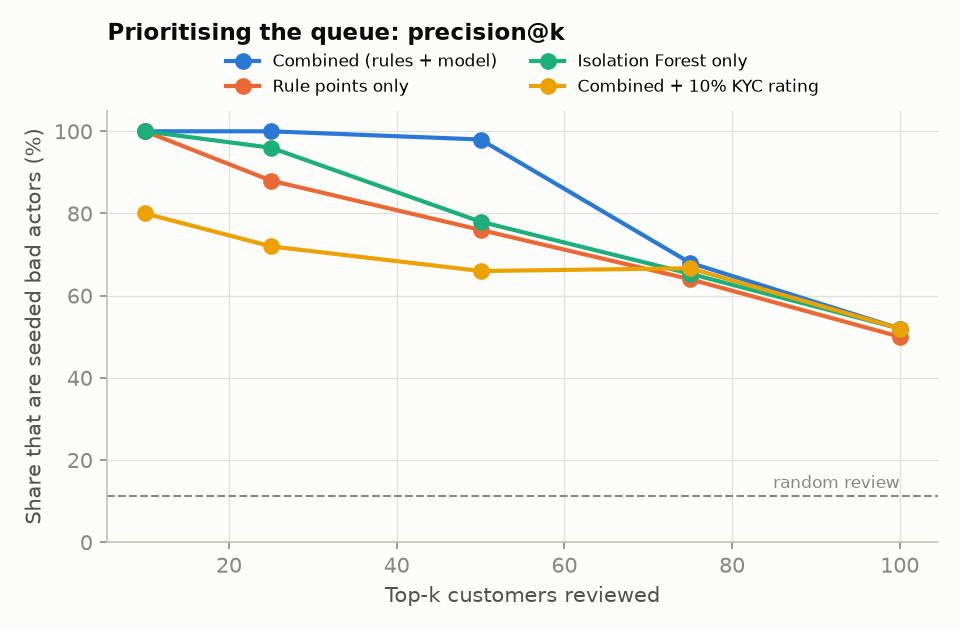 Prioritising the queue: precision@k
Combined (rules + model)
Rule points only
Isolation Forest only
Combined + 10% KYC rating
Share that are seeded bad actors (%)
100
80
60
40
20
0
random review
20
40
60
80
100
Top-k customers reviewed